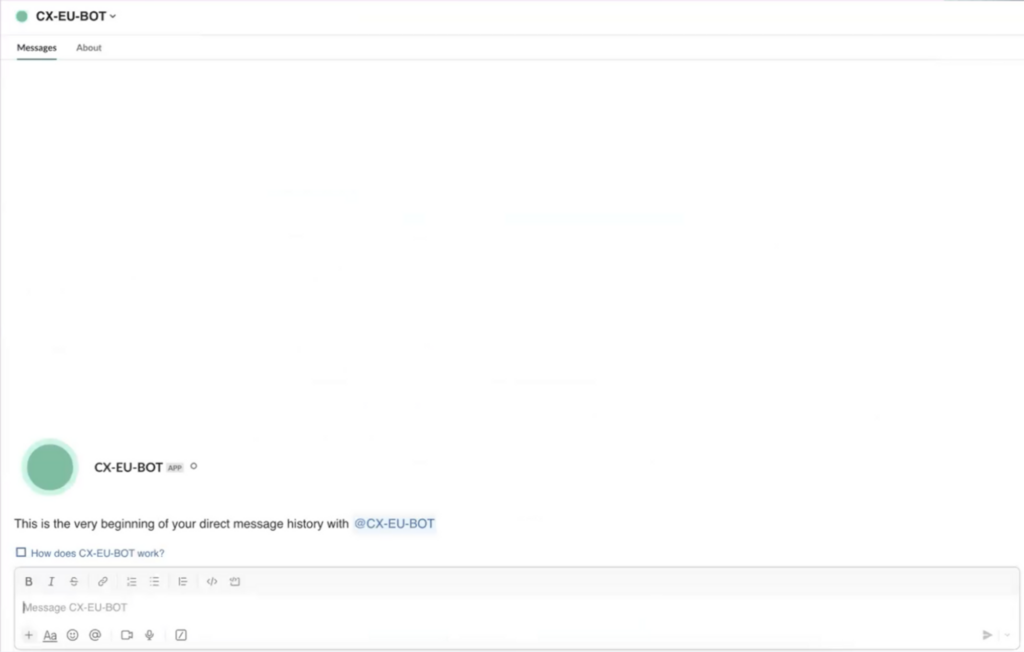 CX-EU-BOT
Messages About
CX-EU-BOT APP
This is the very beginning of your direct message history with @CX-EU-BOT
How does CX-EU-BOT work?
B I S
Message CX-EU-BOT
+ Aa @